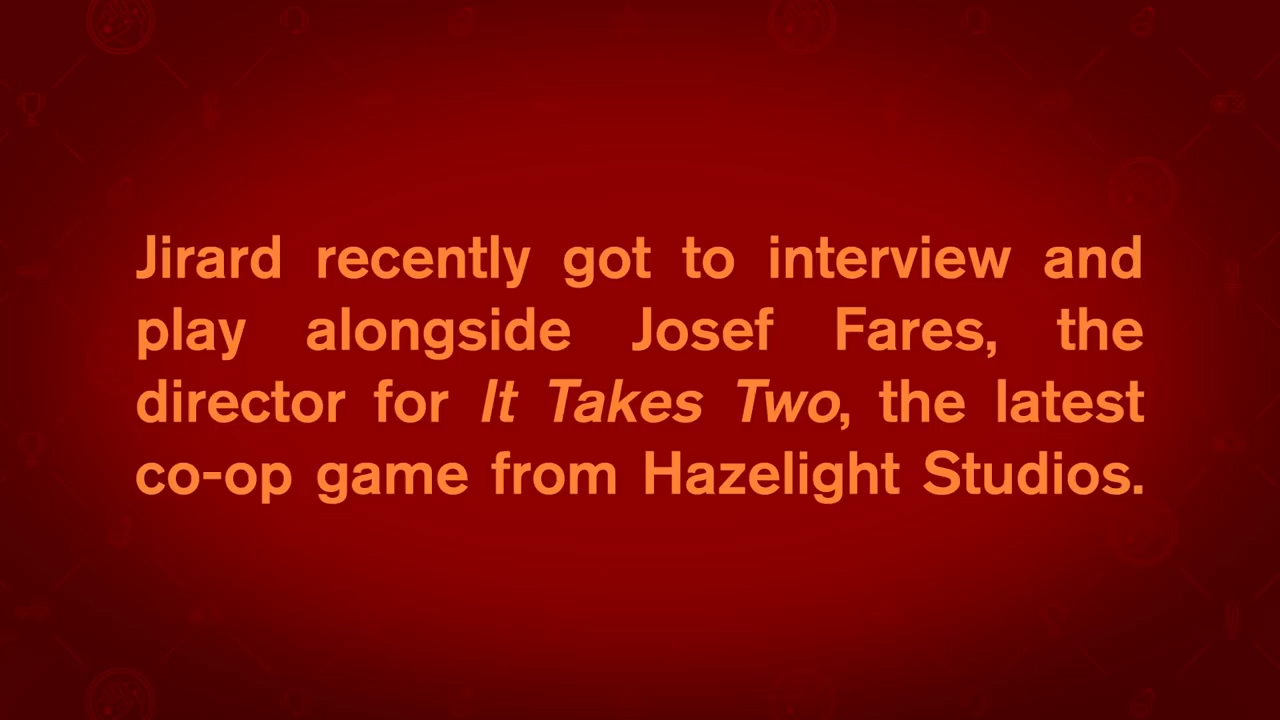 Jirard recently got to interview and
play alongside Josef Fares, the
director for It Takes Two, the latest
co-op game from Hazelight Studios.